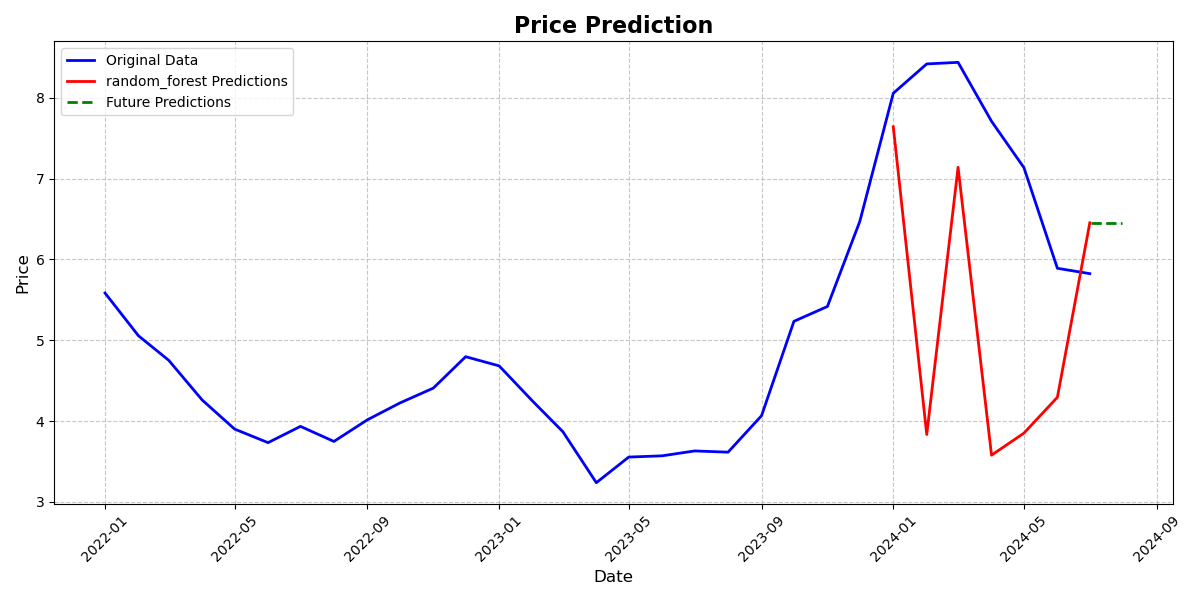 Price Prediction
Original Data
random_forest Predictions
Future Predictions
Price
8
7
6
5
4
3
2022-01
2022-05
2022-09
2023-01
2023-05
2023-09
2024-01
2024-05
2024-09
Date